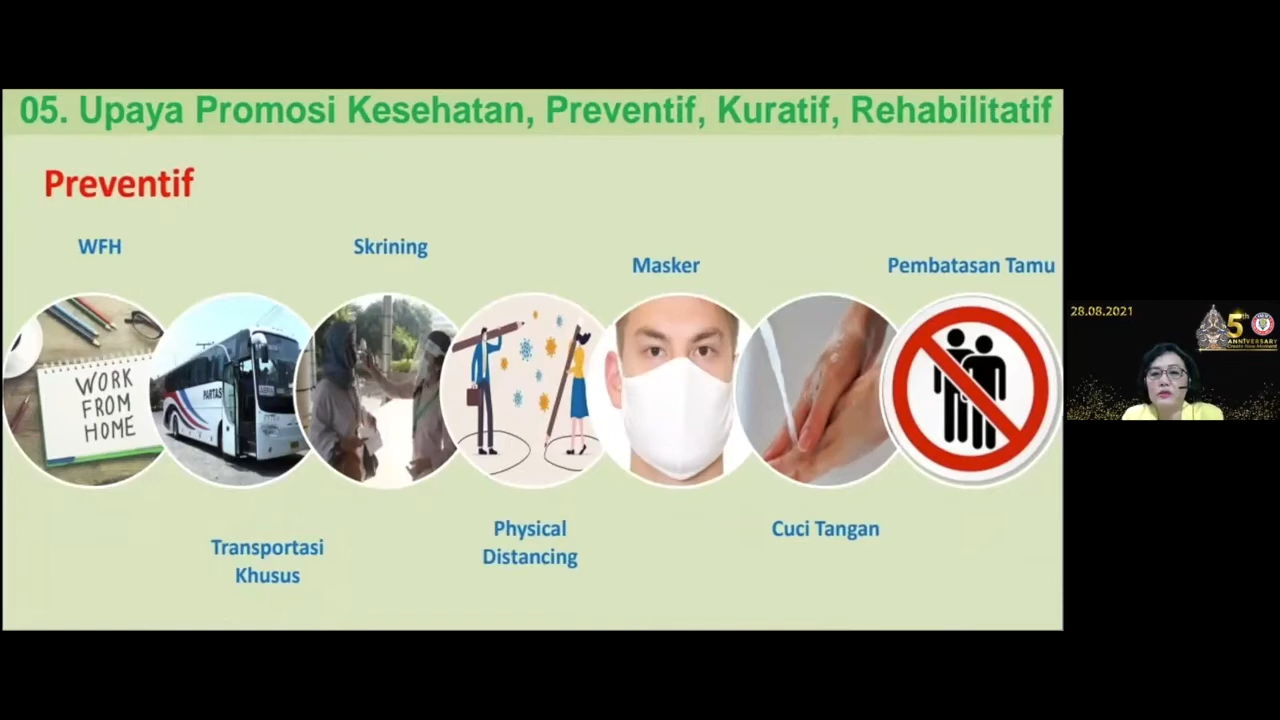 05. Upaya Promosi Kesehatan, Preventif, Kuratif, Rehabilitatif
Preventif
WFH
Skrining
Masker
Pembatasan Tamu
WORK
FROM
HOME
PARTAS
Transportasi
Khusus
Physical
Distancing
Cuci Tangan
28.08.2021
5th
ANNIVERSARY